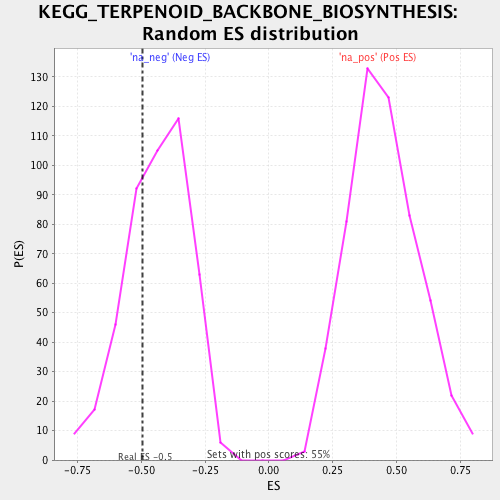 KEGG_TERPENOID_BACKBONE_BIOSYNTHESIS:
Random ES distribution
'na_neg' (Neg ES) 'na_pos' (Pos ES)
130
120
110
100
90
80
70
60
50
40
30
20
10
0
P(ES)
Real ES -0.5 Sets with pos scores: 55%
-0.75 -0.50 -0.25 0.00 0.25 0.50 0.75
ES